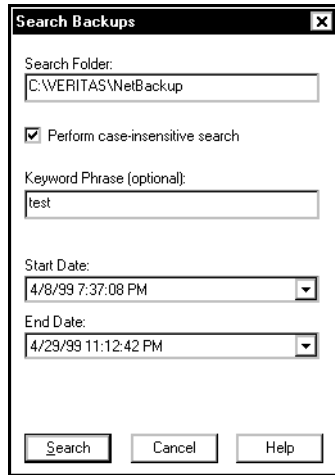 Search Backups
Search Folder:
C:\VERITAS\NetBackup
Perform case-insensitive search
Keyword Phrase (optional):
test
Start Date:
4/8/99 7:37:08 PM
End Date:
4/29/99 11:12:42 PM
Search Cancel Help